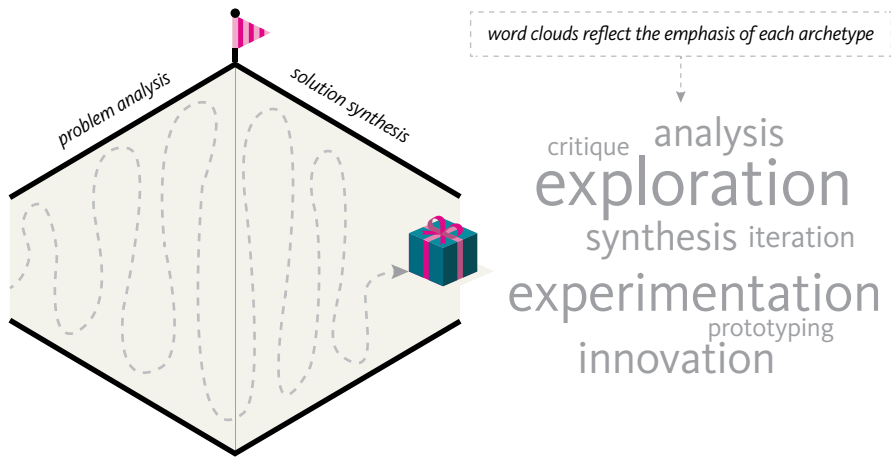 problem analysis
solution synthesis
word clouds reflect the emphasis of each archetype
analysis
critique
exploration
synthesis
iteration
experimentation
prototyping
innovation